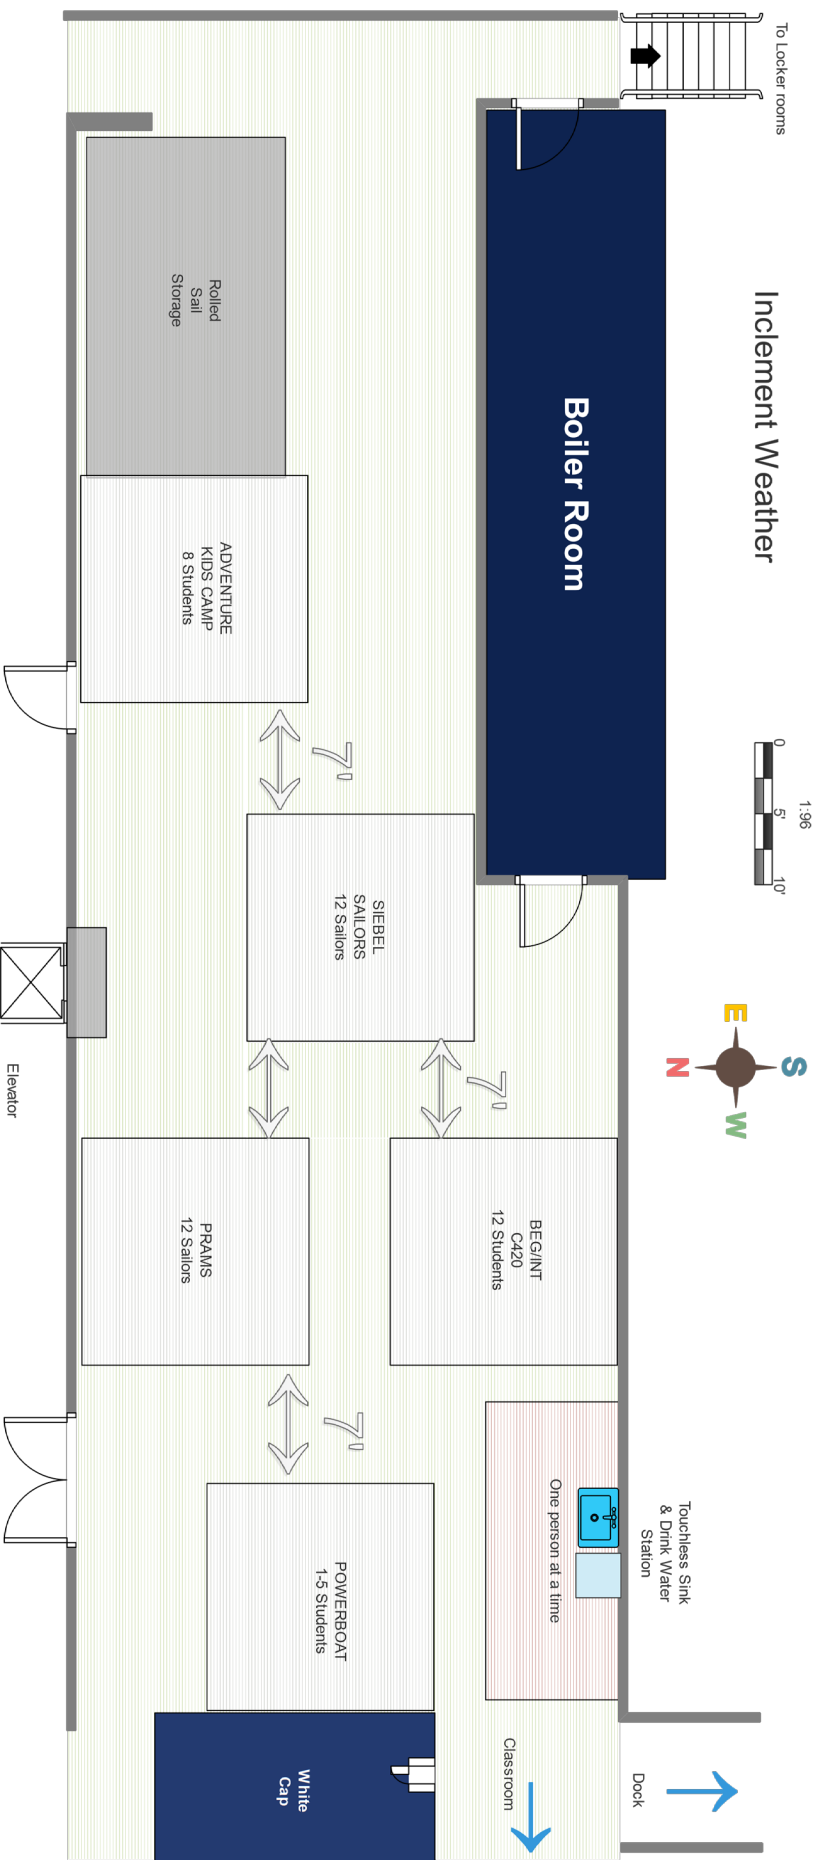 Inclement Weather
To Locker rooms
Boiler Room
1:96
0
5'
10'
E
S
N
W
Rolled
Sail
Storage
ADVENTURE
KIDS CAMP
8 Students
7'
SIEBEL
SAILORS
12 Sailors
7'
Elevator
BEG/INT
C420
12 Students
PRAMS
12 Sailors
7'
Touchless Sink
& Drink Water
Station
One person at a time
POWERBOAT
1-5 Students
White
Cap
Classroom
Dock